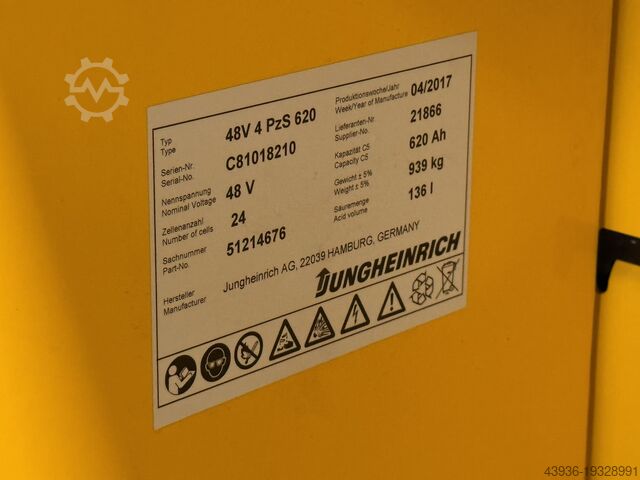 Typ
Type
48V 4 PzS 620
Produktionswoche/Jahr
Week/Year of Manufacture
04/2017
Serien-Nr.
Serial-No.
C81018210
Lieferanten-Nr.
Supplier-No.
21866
Nennspannung
Nominal Voltage
48 V
Kapazität C5
Capacity C5
620 Ah
Zellenanzahl
Number of cells
24
Gewicht ± 5%
Weight ± 5%
939 kg
Sachnummer
Part-No.
51214676
Säuremenge
Acid volume
136 l
Hersteller
Manufacturer
Jungheinrich AG, 22039 HAMBURG, GERMANY
JUNGHEINRICH
43936-19328991